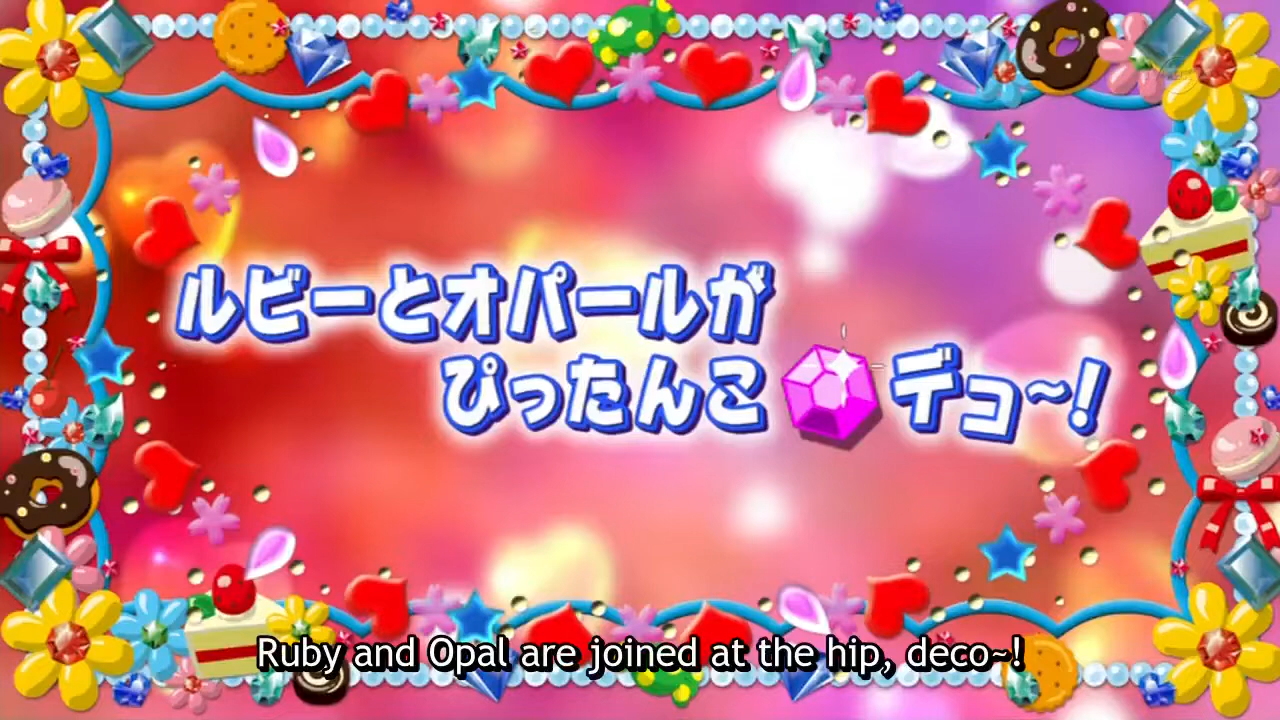 ルビーとオパールが
ぴったんこデコ~!
Ruby and Opal are joined at the hip, deco~!